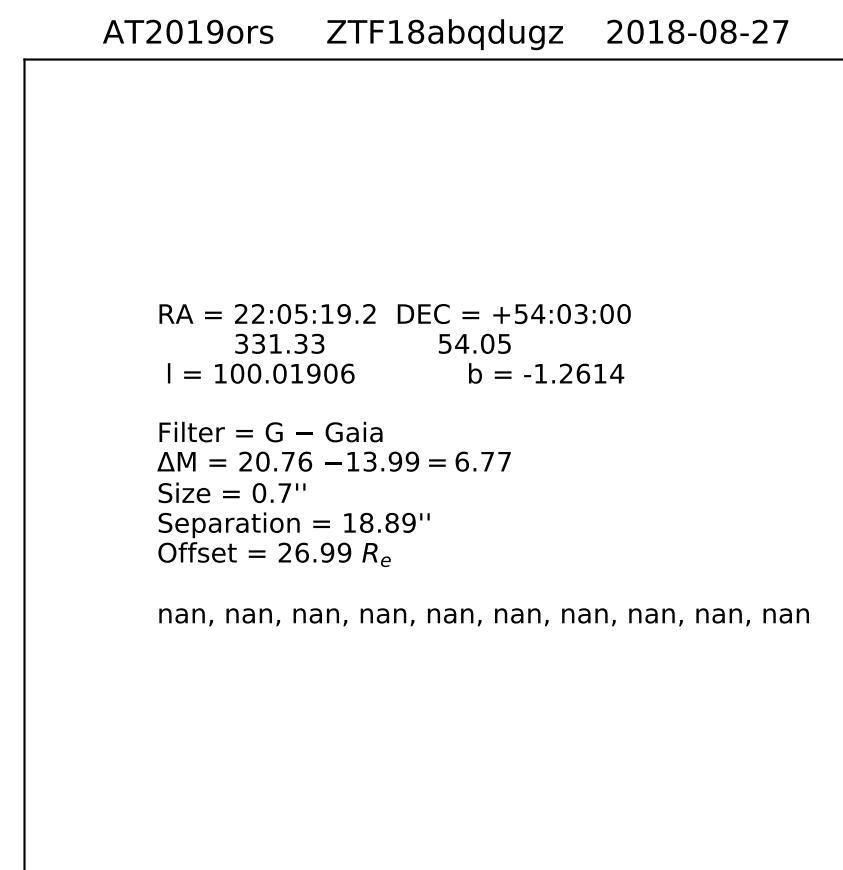 AT2019ors ZTF18abqdugz 2018-08-27
RA = 22:05:19.2 DEC = +54:03:00
331.33 54.05
l = 100.01906 b = -1.2614
Filter = G − Gaia
ΔM = 20.76 −13.99 = 6.77
Size = 0.7''
Separation = 18.89''
Offset = 26.99 Re
nan, nan, nan, nan, nan, nan, nan, nan, nan, nan